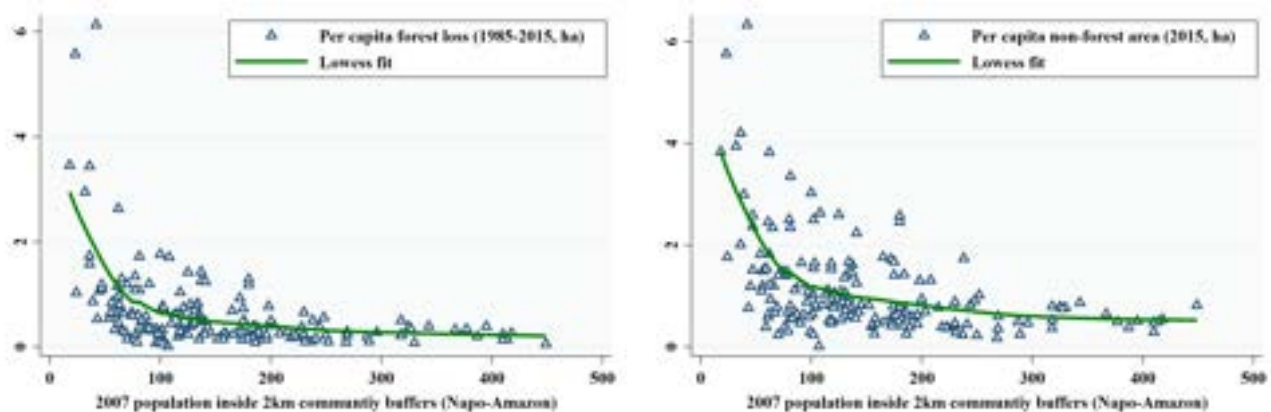 Per capita forest loss (1985-2015, ha)
Lowess fit
6
4
2
0
0 100 200 300 400 500
2007 population inside 2km communtiy buffers (Napo-Amazon)
Per capita non-forest area (2015, ha)
Lowess fit
6
4
2
0
0 100 200 300 400 500
2007 population inside 2km communtiy buffers (Napo-Amazon)